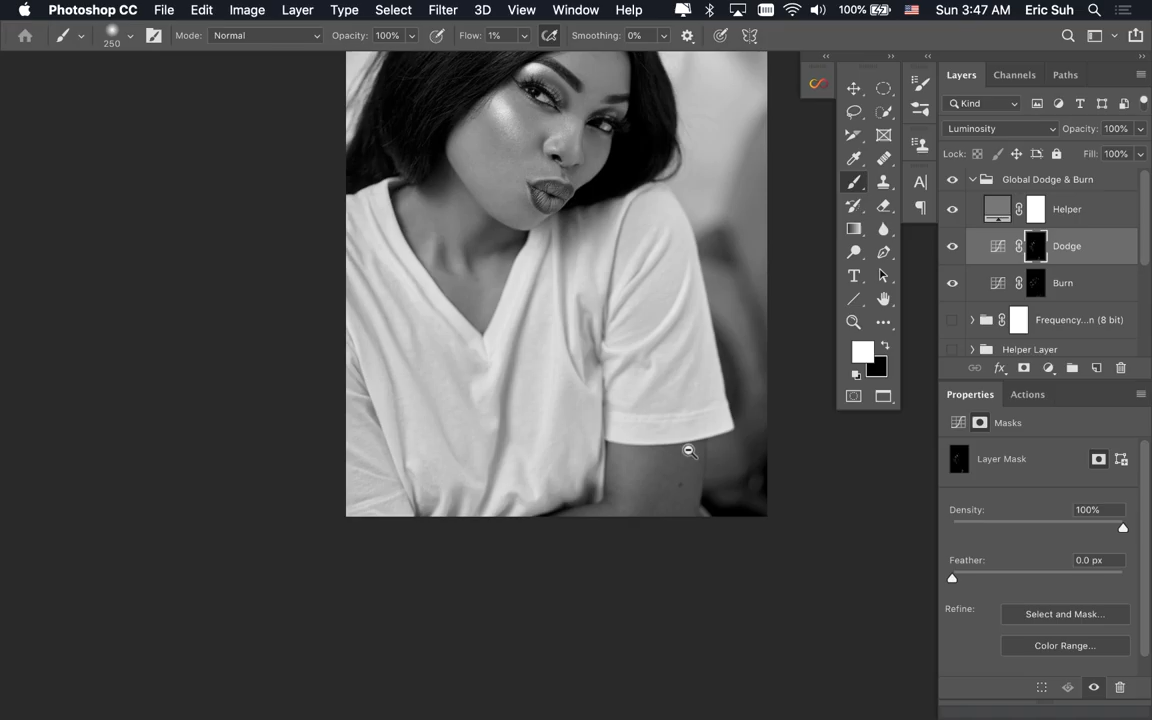 Photoshop CC File Edit Image Layer Type Select Filter 3D View Window Help 100% Sun 3:47 AM Eric Suh
250 Mode: Normal Opacity: 100% Flow: 1% Smoothing: 0%
Layers Channels Paths
Kind
Luminosity Opacity: 100%
Lock: Fill: 100%
Global Dodge & Burn
Helper
Dodge
Burn
Frequency...n (8 bit)
Helper Layer
fx
Properties Actions
Masks
Layer Mask
Density: 100%
Feather: 0.0 px
Refine: Select and Mask...
Color Range...